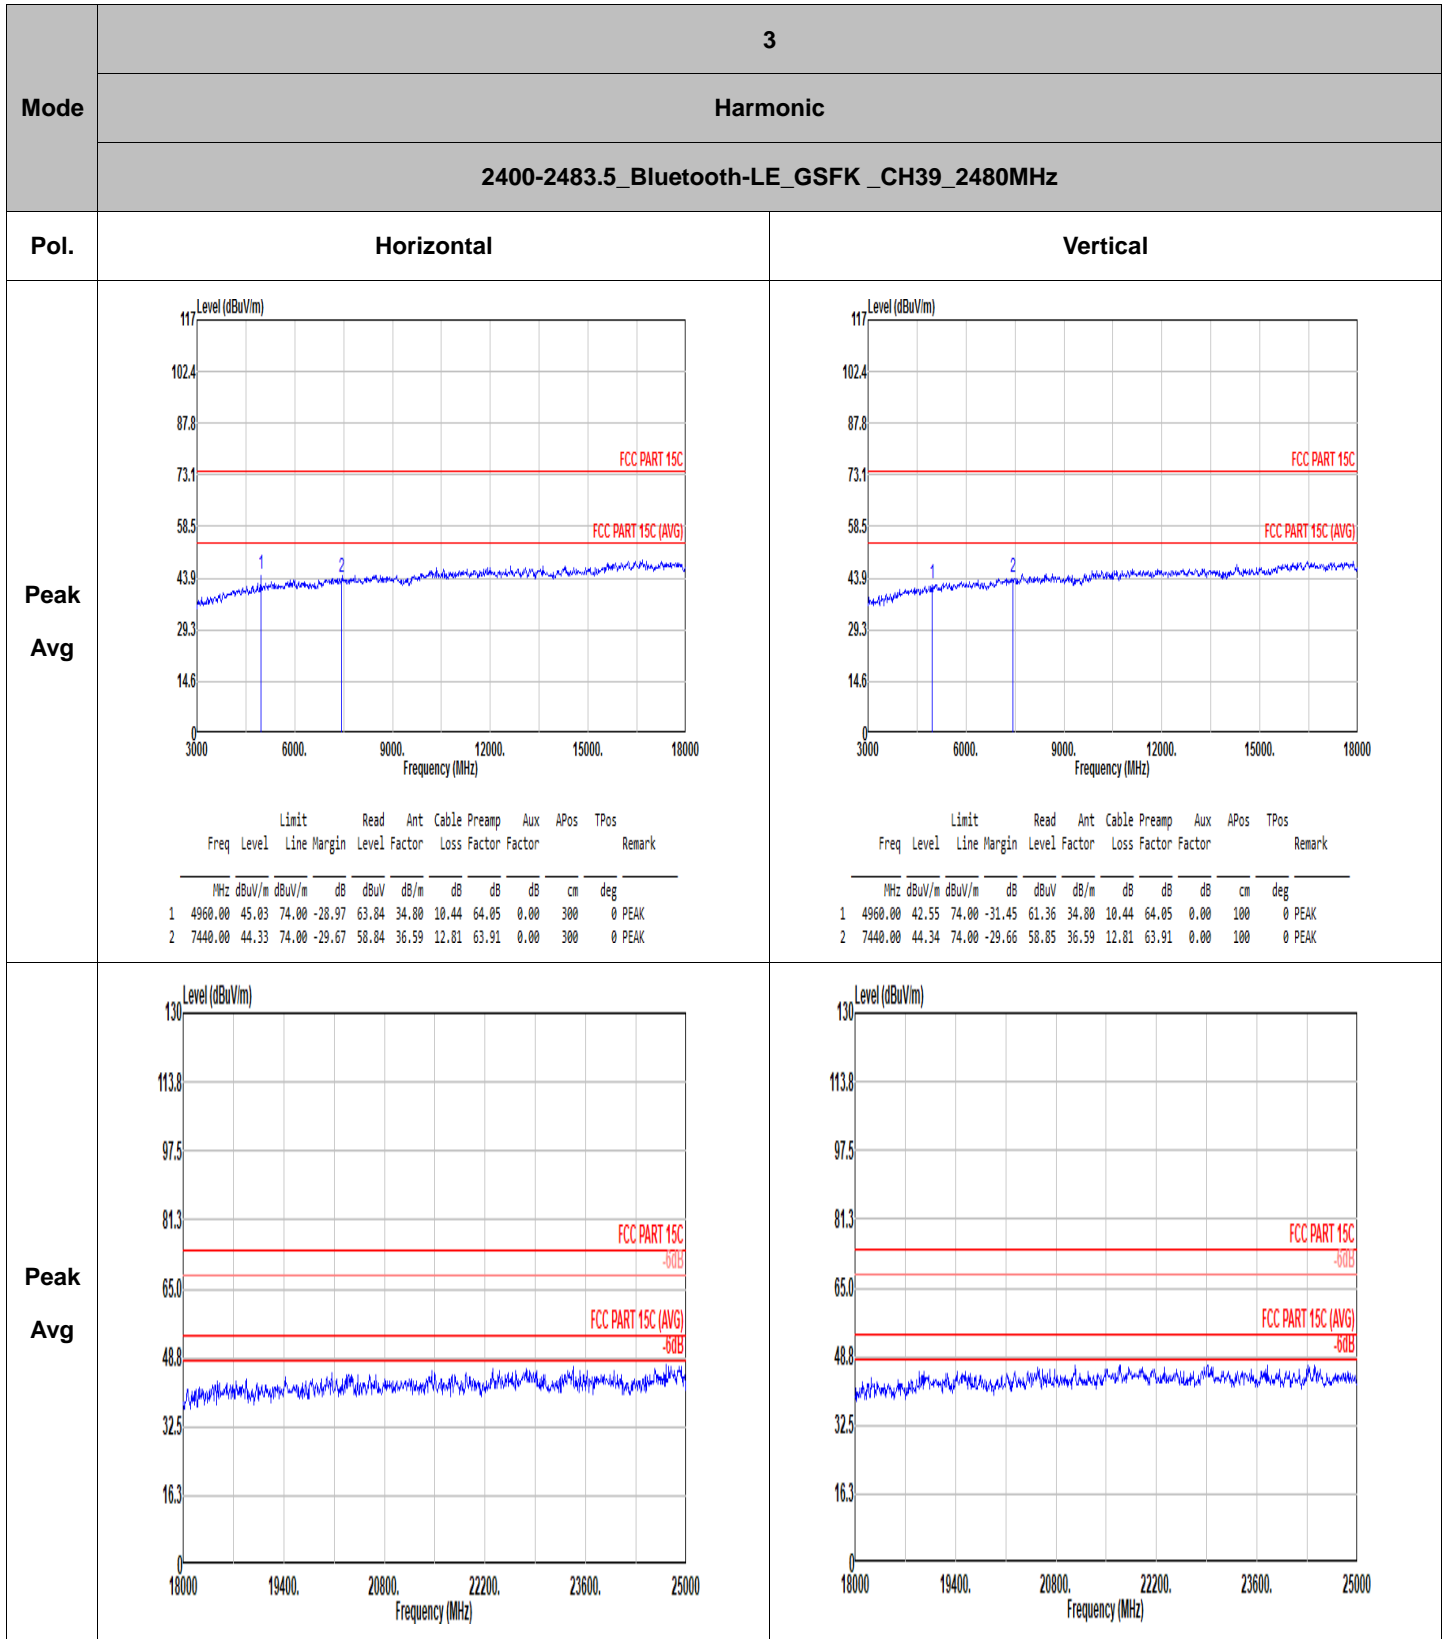 Mode
3
Harmonic
2400-2483.5_Bluetooth-LE_GSFK _CH39_2480MHz
Pol.
Horizontal
Vertical
Peak
Avg
Level (dBuV/m)
117
102.4
87.8
73.1
58.5
43.9
29.3
14.6
0
FCC PART 15C
FCC PART 15C (AVG)
1
2
3000 6000. 9000. 12000. 15000. 18000
Frequency (MHz)
Limit Read Ant Cable Preamp Aux APos TPos
Freq Level Line Margin Level Factor Loss Factor Factor Remark
MHz dBuV/m dBuV/m dB dBuV dB/m dB dB dB cm deg
1 4960.00 45.03 74.00 -28.97 63.84 34.80 10.44 64.05 0.00 300 0 PEAK
2 7440.00 44.33 74.00 -29.67 58.84 36.59 12.81 63.91 0.00 300 0 PEAK
Level (dBuV/m)
117
102.4
87.8
73.1
58.5
43.9
29.3
14.6
0
FCC PART 15C
FCC PART 15C (AVG)
1
2
3000 6000. 9000. 12000. 15000. 18000
Frequency (MHz)
Limit Read Ant Cable Preamp Aux APos TPos
Freq Level Line Margin Level Factor Loss Factor Factor Remark
MHz dBuV/m dBuV/m dB dBuV dB/m dB dB dB cm deg
1 4960.00 42.55 74.00 -31.45 61.36 34.80 10.44 64.05 0.00 100 0 PEAK
2 7440.00 44.34 74.00 -29.66 58.85 36.59 12.81 63.91 0.00 100 0 PEAK
Peak
Avg
Level (dBuV/m)
130
113.8
97.5
81.3
65.0
48.8
32.5
16.3
0
FCC PART 15C
-6dB
FCC PART 15C (AVG)
-6dB
18000 19400. 20800. 22200. 23600. 25000
Frequency (MHz)
Level (dBuV/m)
130
113.8
97.5
81.3
65.0
48.8
32.5
16.3
0
FCC PART 15C
-6dB
FCC PART 15C (AVG)
-6dB
18000 19400. 20800. 22200. 23600. 25000
Frequency (MHz)